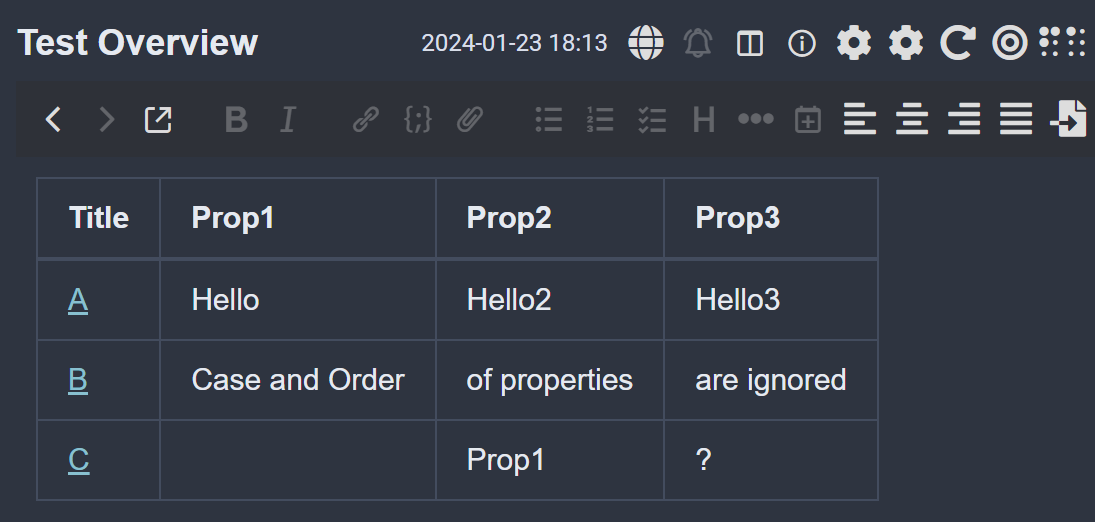 Test Overview 2024-01-23 18:13
B I {;} H
Title Prop1 Prop2 Prop3
A Hello Hello2 Hello3
B Case and Order of properties are ignored
C Prop1 ?